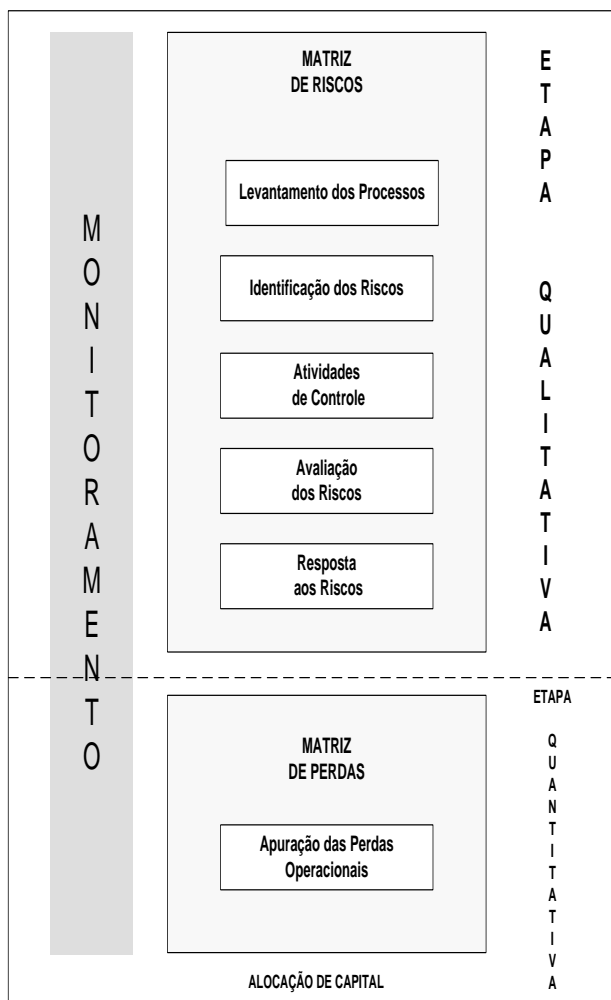 MONITORAMENTO
MATRIZ
DE RISCOS
Levantamento dos Processos
Identificação dos Riscos
Atividades
de Controle
Avaliação
dos Riscos
Resposta
aos Riscos
ETAPA QUALITATIVA
MATRIZ
DE PERDAS
Apuração das Perdas
Operacionais
ETAPA
QUANTITATIVA
ALOCAÇÃO DE CAPITAL